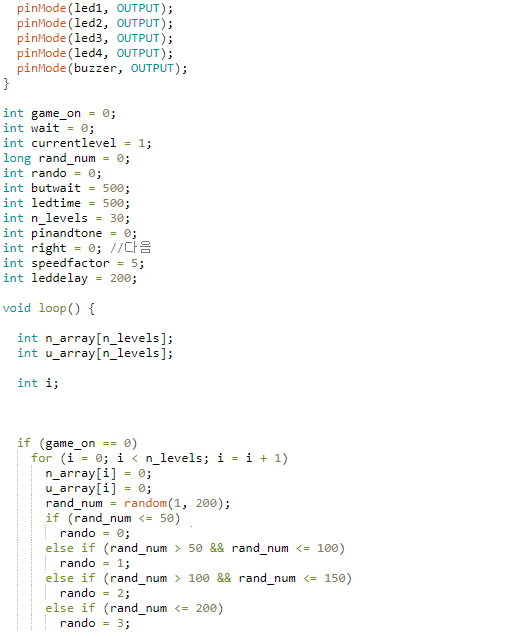 pinMode(led1, OUTPUT);
pinMode(led2, OUTPUT);
pinMode(led3, OUTPUT);
pinMode(led4, OUTPUT);
pinMode(buzzer, OUTPUT);
}
int game_on = 0;
int wait = 0;
int currentlevel = 1;
long rand_num = 0;
int rando = 0;
int butwait = 500;
int ledtime = 500;
int n_levels = 30;
int pinandtone = 0;
int right = 0; //다음
int speedfactor = 5;
int leddelay = 200;
void loop() {
int n_array[n_levels];
int u_array[n_levels];
int i;
if (game_on == 0)
for (i = 0; i < n_levels; i = i + 1)
n_array[i] = 0;
u_array[i] = 0;
rand_num = random(1, 200);
if (rand_num <= 50)
rando = 0;
else if (rand_num > 50 && rand_num <= 100)
rando = 1;
else if (rand_num > 100 && rand_num <= 150)
rando = 2;
else if (rand_num <= 200)
rando = 3;